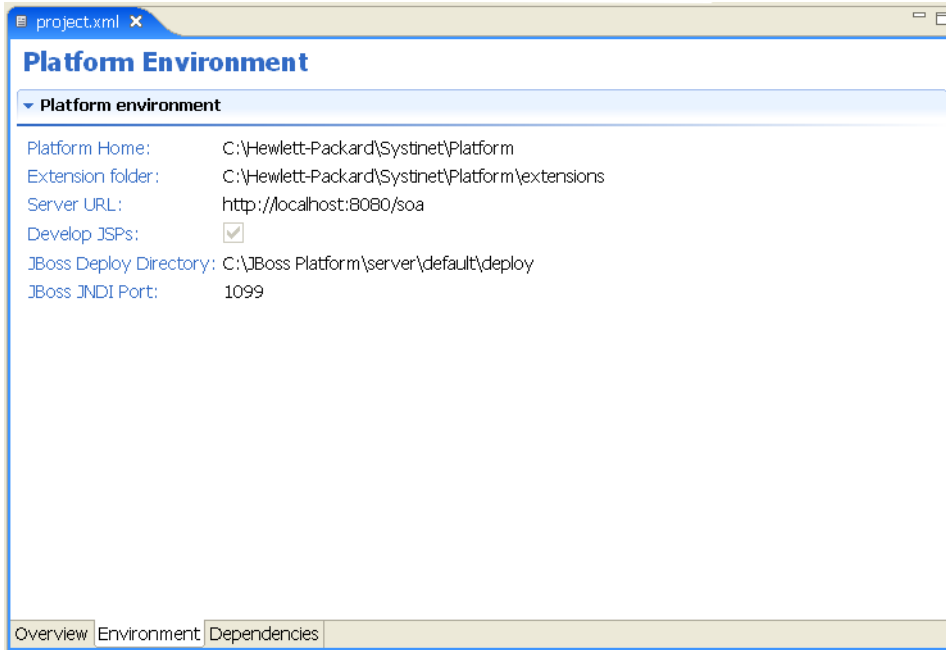 project.xml
Platform Environment
Platform environment
Platform Home: C:\Hewlett-Packard\Systinet\Platform
Extension folder: C:\Hewlett-Packard\Systinet\Platform\extensions
Server URL: http://localhost:8080/soa
Develop JSPs:
JBoss Deploy Directory: C:\JBoss Platform\server\default\deploy
JBoss JNDI Port: 1099
Overview Environment Dependencies